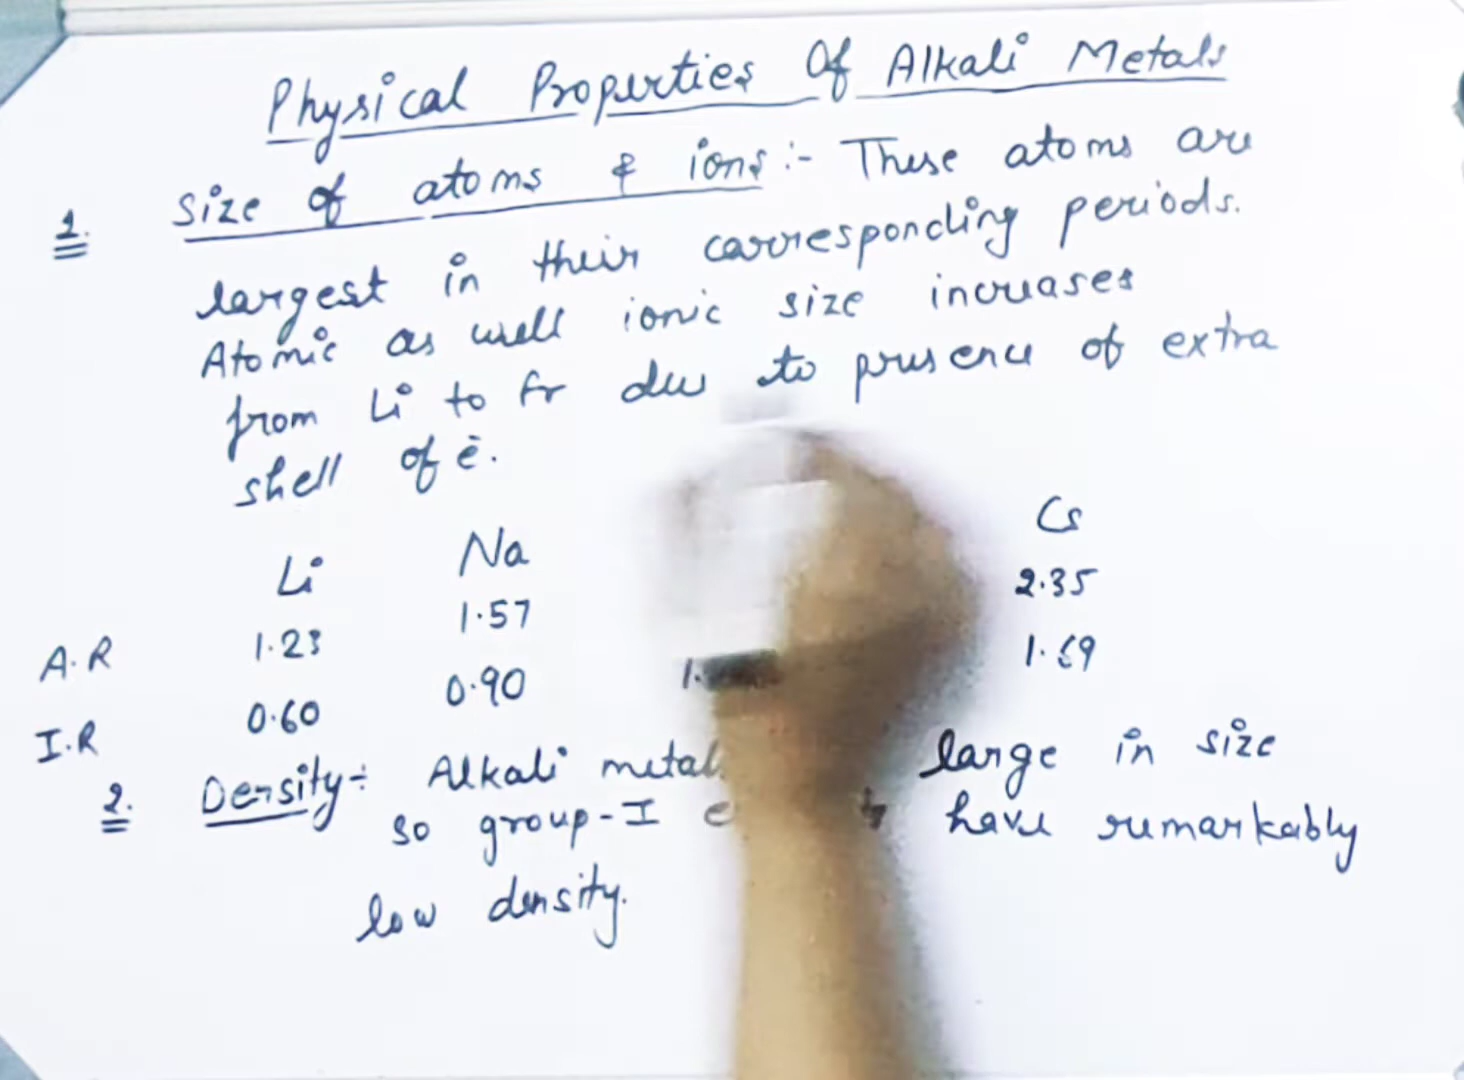 Physical Properties Of Alkali Metals
1. Size of atoms & ions:- These atoms are
largest in their corresponding periods.
Atomic as well ionic size increases
from Li to Fr due to presence of extra
shell of ē.
Li Na Cs
A.R 1.23 1.57 2.35
I.R 0.60 0.90 1. 1.69
2. Density:- Alkali metal large in size
so group-I have remarkably
low density.